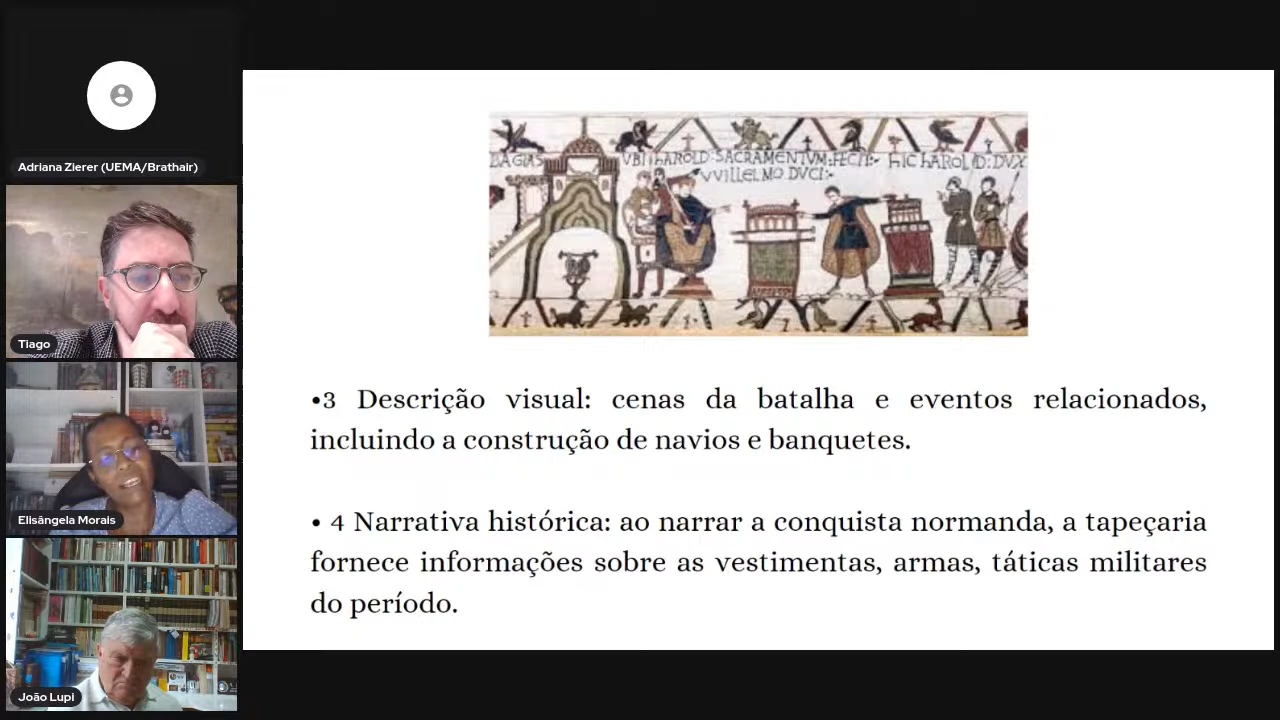 Adriana Zierer (UEMA/Brathair)
Tiago
Elisângela Morais
João Lupi
BAGIAS
VBI hAROLD: SACRAMENTVM: FECIT:-
VVILLELMO DVCI:-
hIC hAROLD: DVX
•3 Descrição visual: cenas da batalha e eventos relacionados,
incluindo a construção de navios e banquetes.
• 4 Narrativa histórica: ao narrar a conquista normanda, a tapeçaria
fornece informações sobre as vestimentas, armas, táticas militares
do período.